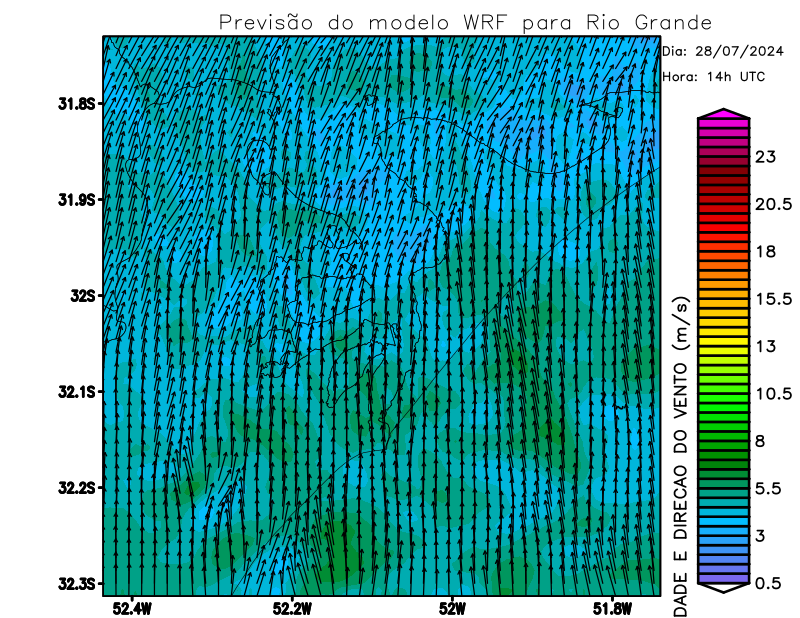 Previsão do modelo WRF para Rio Grande
Dia: 28/07/2024
Hora: 14h UTC
31.8S
31.9S
32S
32.1S
32.2S
32.3S
52.4W
52.2W
52W
51.8W
DADE E DIRECAO DO VENTO (m/s)
23
20.5
18
15.5
13
10.5
8
5.5
3
0.5